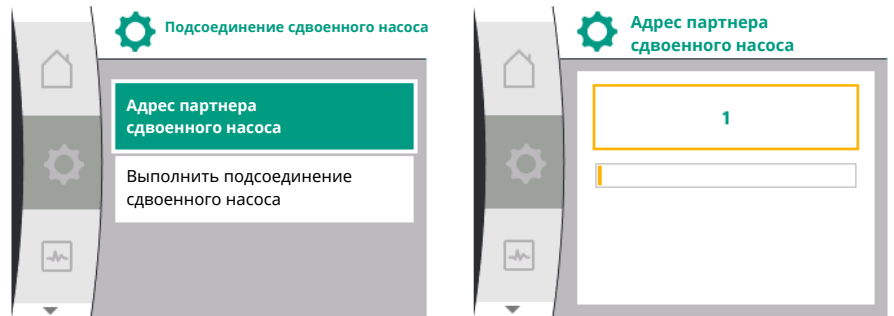 Подсоединение сдвоенного насоса
Адрес партнера
сдвоенного насоса
Выполнить подсоединение
сдвоенного насоса
Адрес партнера
сдвоенного насоса
1